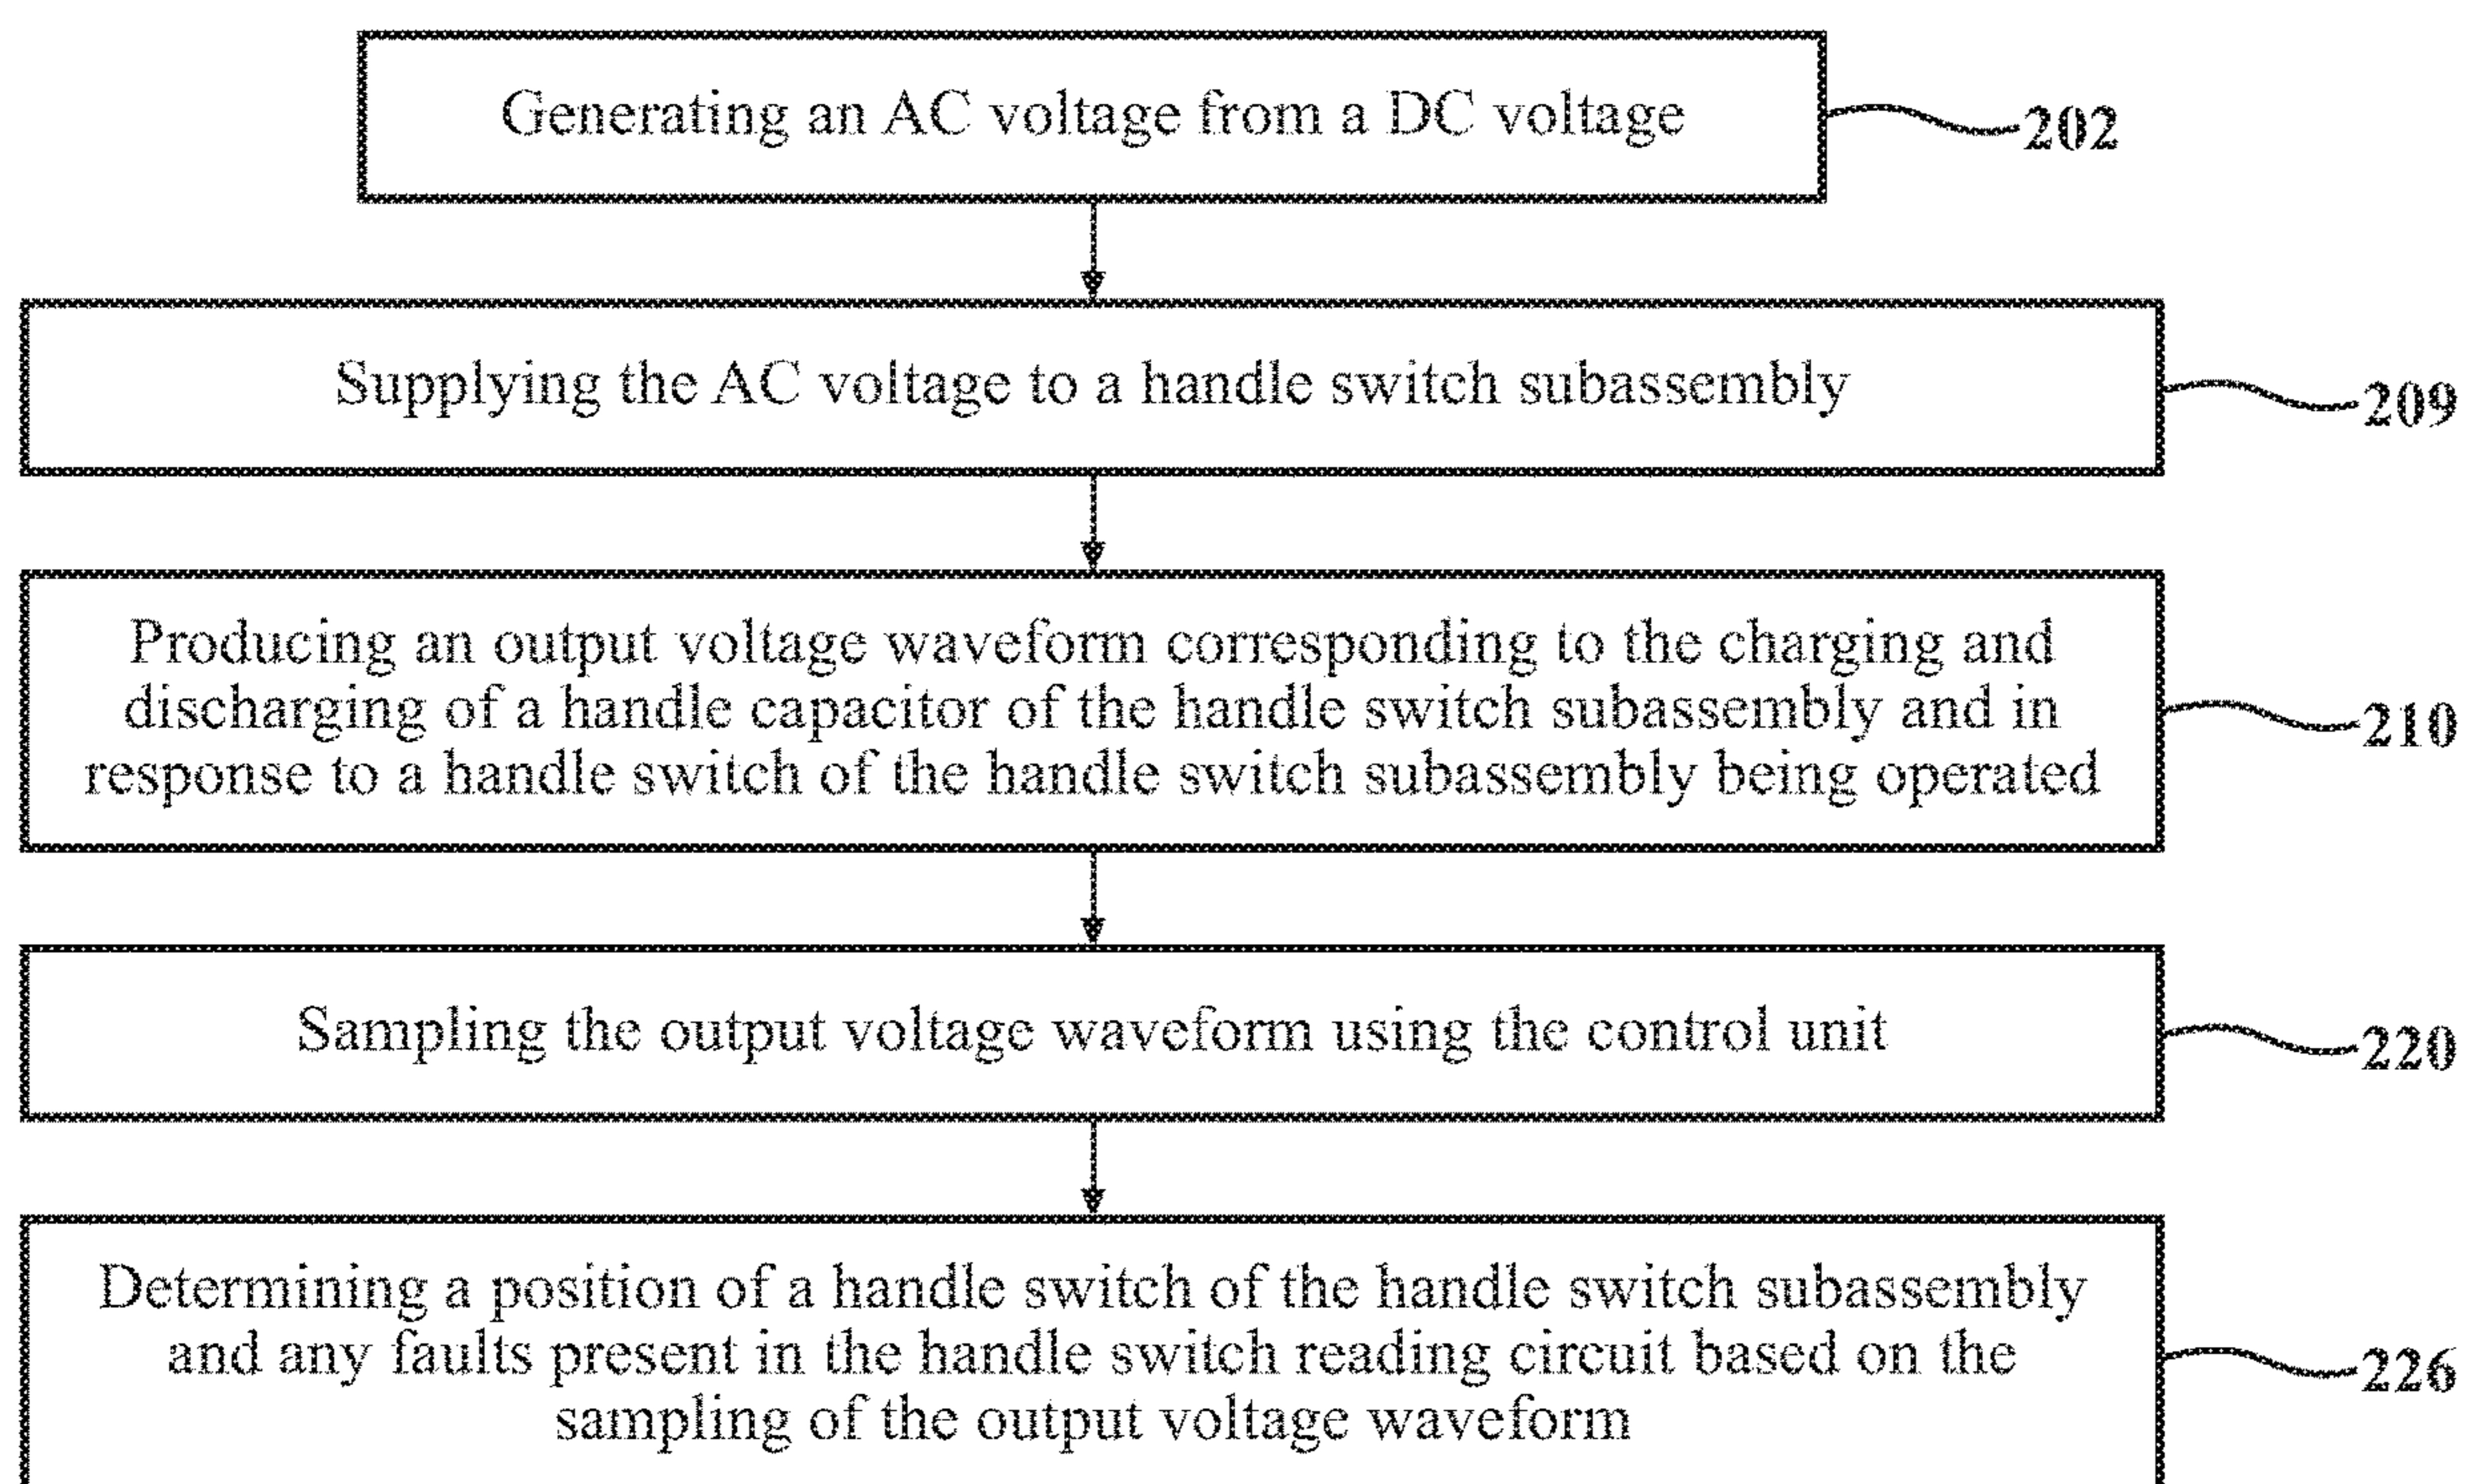 Generating an AC voltage from a DC voltage
202
Supplying the AC voltage to a handle switch subassembly
209
Producing an output voltage waveform corresponding to the charging and
discharging of a handle capacitor of the handle switch subassembly and in
response to a handle switch of the handle switch subassembly being operated
210
Sampling the output voltage waveform using the control unit
220
Determining a position of a handle switch of the handle switch subassembly
and any faults present in the handle switch reading circuit based on the
sampling of the output voltage waveform
226